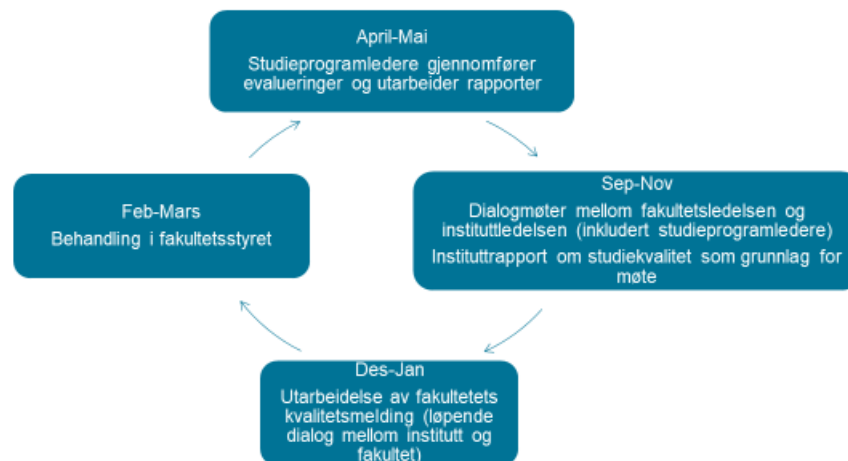 April-Mai
Studieprogramledere gjennomfører
evalueringer og utarbeider rapporter
Sep-Nov
Dialogmøter mellom fakultetsledelsen og
instituttledelsen (inkludert studieprogramledere)
Instituttrapport om studiekvalitet som grunnlag for
møte
Des-Jan
Utarbeidelse av fakultetets
kvalitetsmelding (løpende
dialog mellom institutt og
fakultet)
Feb-Mars
Behandling i fakultetsstyret